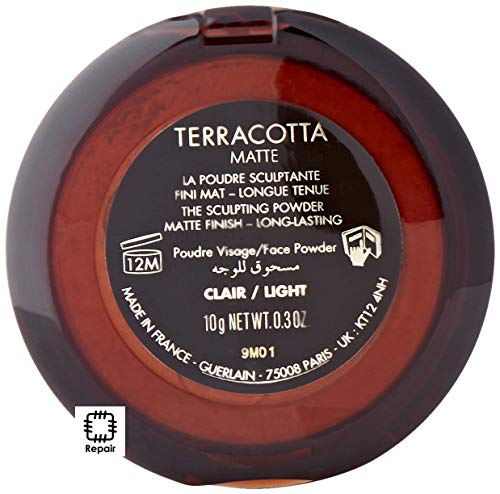 TERRACOTTA
MATTE
LA POUDRE SCULPTANTE
FINI MAT – LONGUE TENUE
THE SCULPTING POWDER
MATTE FINISH – LONG-LASTING
12M
Poudre Visage/Face Powder
مسحوق للوجه
CLAIR / LIGHT
10g NET WT.0.3OZ.
9M01
MADE IN FRANCE - GUERLAIN - 75008 PARIS - UK : KT12 4NH
Repair